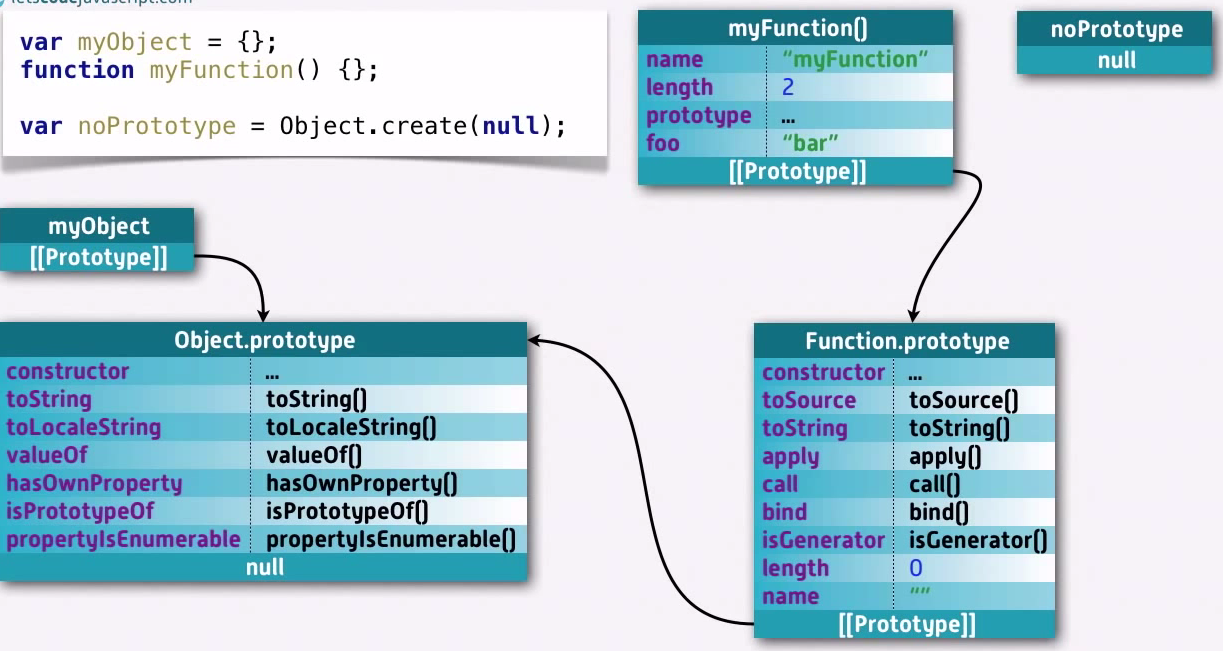 letscodejavascript.com
var myObject = {};
function myFunction() {};
var noPrototype = Object.create(null);
myFunction()
name “myFunction”
length 2
prototype ...
foo “bar”
[[Prototype]]
noPrototype
null
myObject
[[Prototype]]
Object.prototype
constructor ...
toString toString()
toLocaleString toLocaleString()
valueOf valueOf()
hasOwnProperty hasOwnProperty()
isPrototypeOf isPrototypeOf()
propertyIsEnumerable propertyIsEnumerable()
null
Function.prototype
constructor ...
toSource toSource()
toString toString()
apply apply()
call call()
bind bind()
isGenerator isGenerator()
length 0
name “”
[[Prototype]]